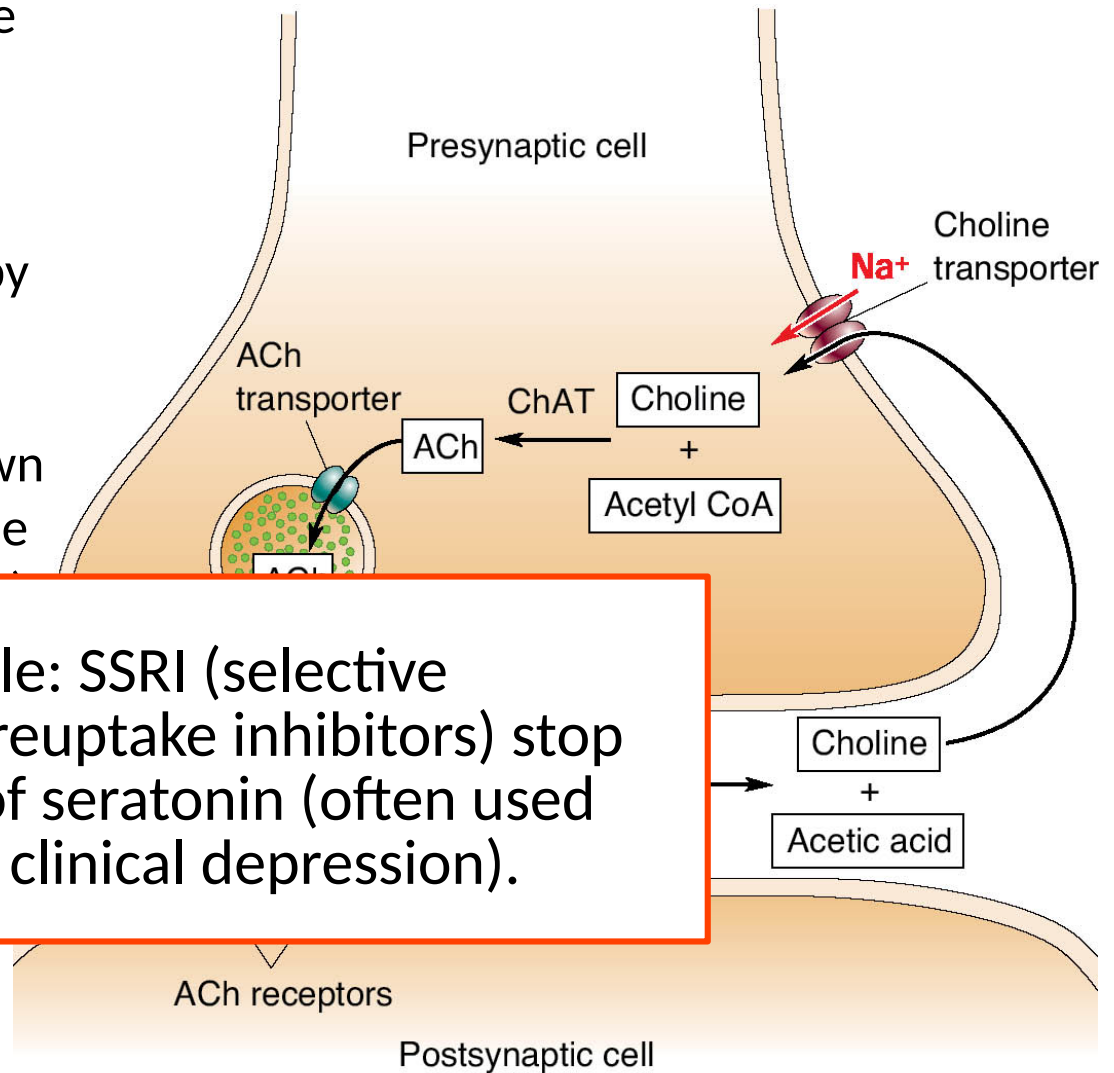 Presynaptic cell
Choline
transporter
Na⁺
by
ACh
transporter
ChAT
Choline
ACh
+
Acetyl CoA
SSRI (selective
reuptake inhibitors) stop
of seratonin (often used
clinical depression).
Choline
+
Acetic acid
ACh receptors
Postsynaptic cell